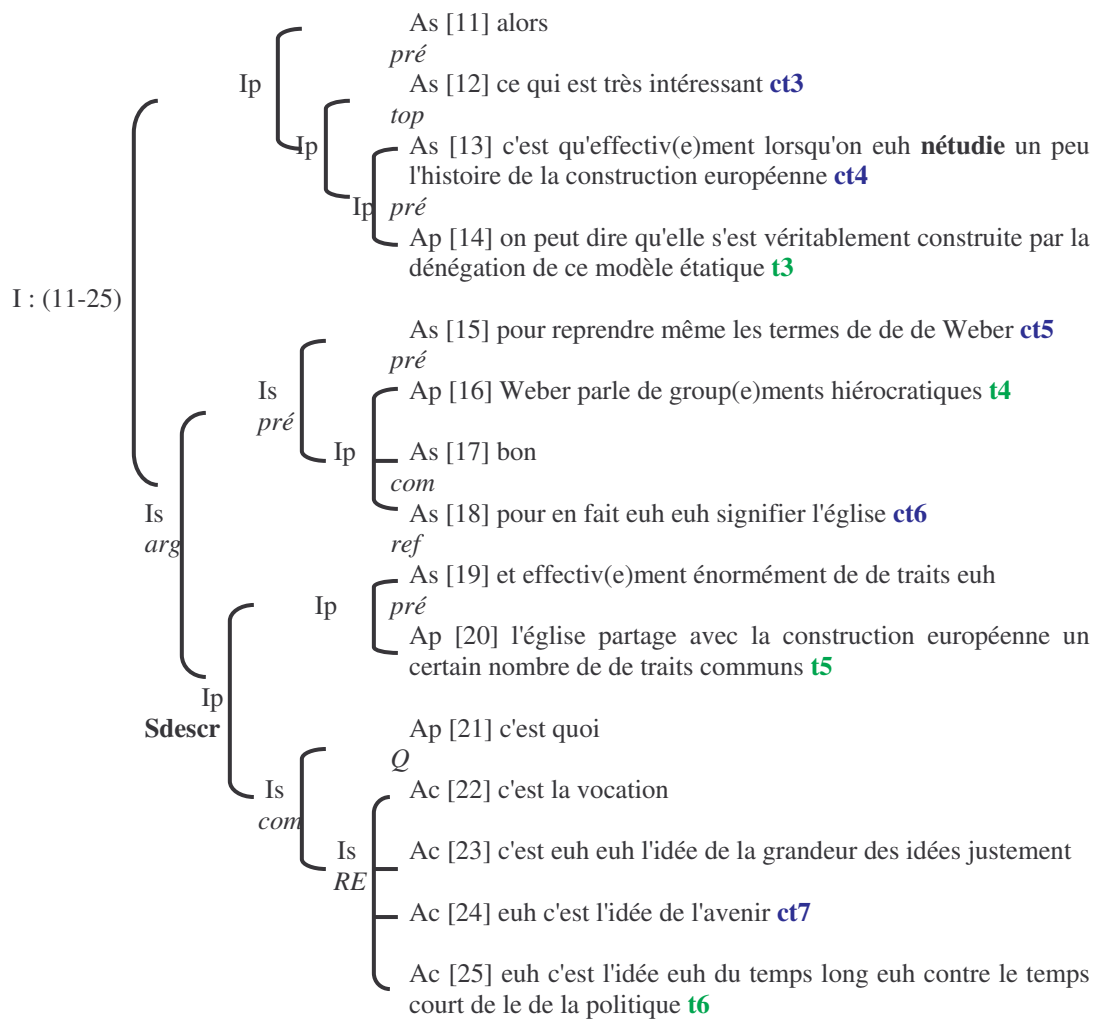 As [11] alors
pré
Ip
As [12] ce qui est très intéressant ct3
top
Ip
As [13] c'est qu'effectiv(e)ment lorsqu'on euh nétudie un peu
l'histoire de la construction européenne ct4
Ip pré
Ap [14] on peut dire qu'elle s'est véritablement construite par la
dénégation de ce modèle étatique t3
I : (11-25)
As [15] pour reprendre même les termes de de de Weber ct5
pré
Is
Ap [16] Weber parle de group(e)ments hiérocratiques t4
pré
Ip
As [17] bon
com
Is
As [18] pour en fait euh euh signifier l'église ct6
arg
ref
As [19] et effectiv(e)ment énormément de de traits euh
Ip pré
Ap [20] l'église partage avec la construction européenne un
certain nombre de de traits communs t5
Ip
Sdescr
Ap [21] c'est quoi
Q
Is
Ac [22] c'est la vocation
com
Is
Ac [23] c'est euh euh l'idée de la grandeur des idées justement
RE
Ac [24] euh c'est l'idée de l'avenir ct7
Ac [25] euh c'est l'idée euh du temps long euh contre le temps
court de le de la politique t6